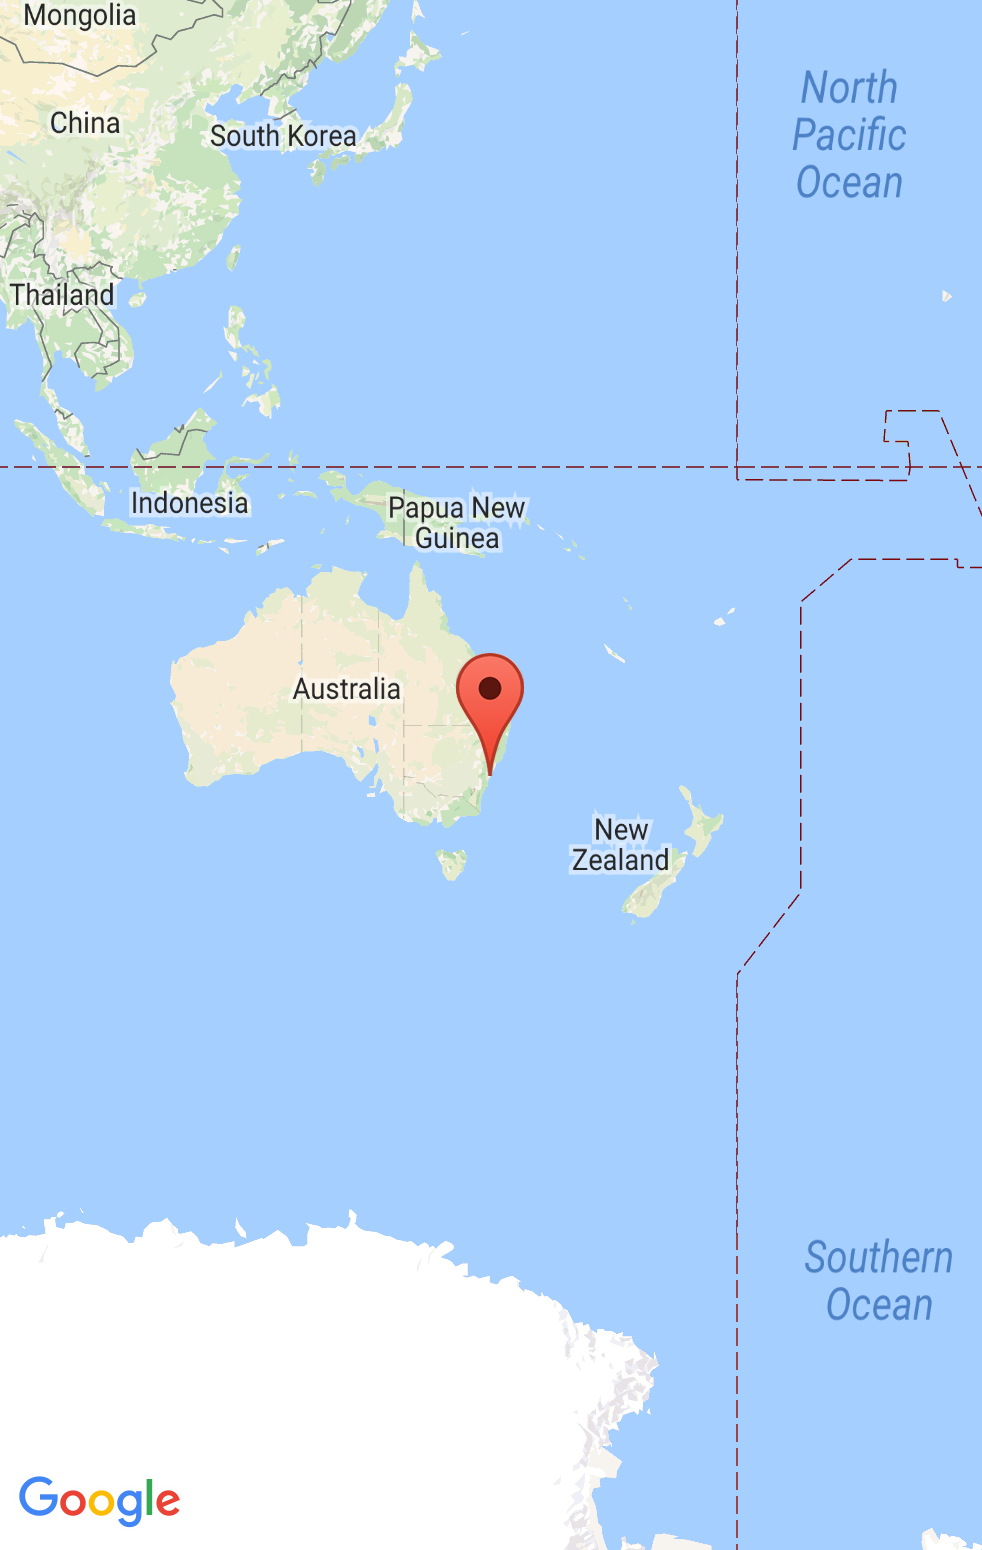 Mongolia
North
Pacific
Ocean
China
South Korea
Thailand
Indonesia
Papua New
Guinea
Australia
New
Zealand
Southern
Ocean
Google